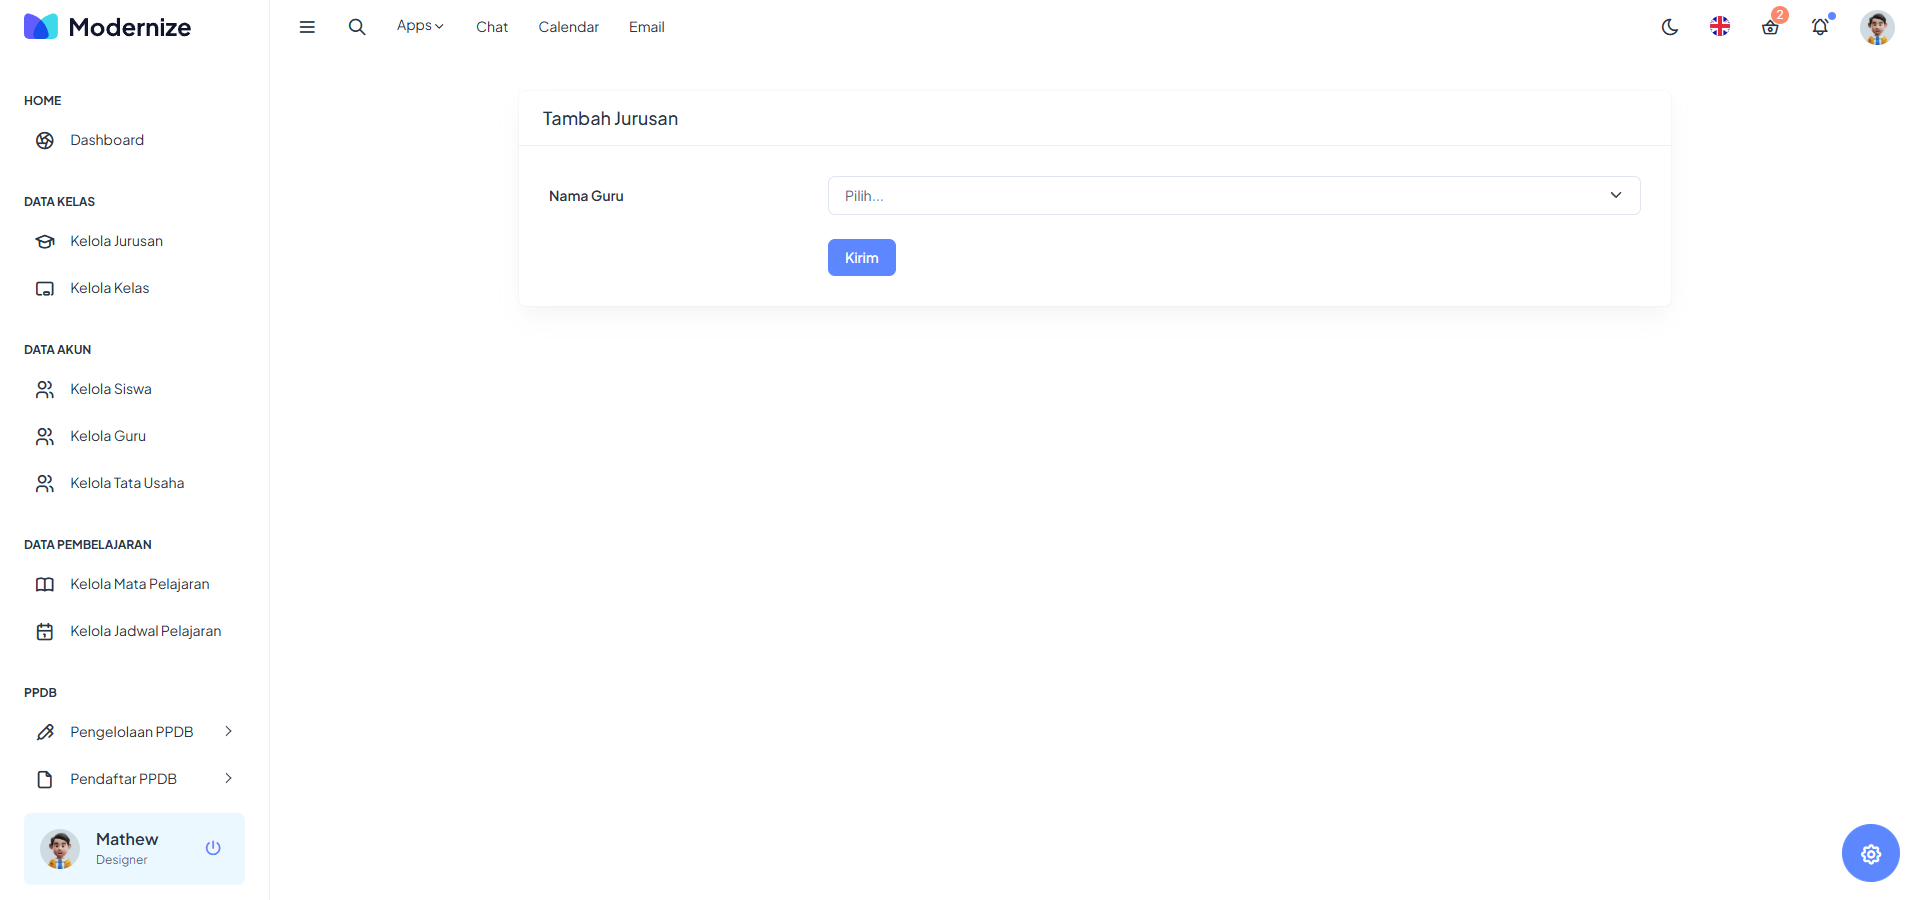 Modernize
Apps
Chat
Calendar
Email
2
HOME
Dashboard
DATA KELAS
Kelola Jurusan
Kelola Kelas
DATA AKUN
Kelola Siswa
Kelola Guru
Kelola Tata Usaha
DATA PEMBELAJARAN
Kelola Mata Pelajaran
Kelola Jadwal Pelajaran
PPDB
Pengelolaan PPDB
Pendaftar PPDB
Mathew
Designer
Tambah Jurusan
Nama Guru
Pilih...
Kirim